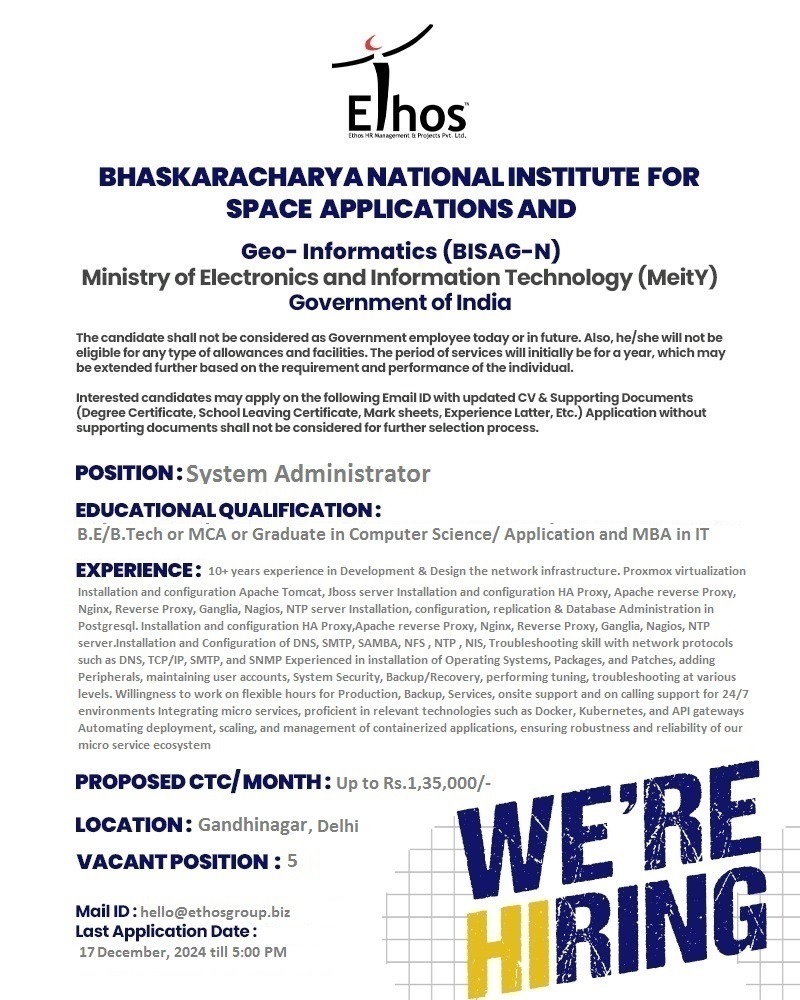 Ethos™
Ethos HR Management & Projects Pvt. Ltd.
BHASKARACHARYA NATIONAL INSTITUTE FOR
SPACE APPLICATIONS AND
Geo- Informatics (BISAG-N)
Ministry of Electronics and Information Technology (MeitY)
Government of India
The candidate shall not be considered as Government employee today or in future. Also, he/she will not be
eligible for any type of allowances and facilities. The period of services will initially be for a year, which may
be extended further based on the requirement and performance of the individual.
Interested candidates may apply on the following Email ID with updated CV & Supporting Documents
(Degree Certificate, School Leaving Certificate, Mark sheets, Experience Latter, Etc.) Application without
supporting documents shall not be considered for further selection process.
POSITION : System Administrator
EDUCATIONAL QUALIFICATION :
B.E/B.Tech or MCA or Graduate in Computer Science/ Application and MBA in IT
EXPERIENCE : 10+ years experience in Development & Design the network infrastructure. Proxmox virtualization
Installation and configuration Apache Tomcat, Jboss server Installation and configuration HA Proxy, Apache reverse Proxy,
Nginx, Reverse Proxy, Ganglia, Nagios, NTP server Installation, configuration, replication & Database Administration in
Postgresql. Installation and configuration HA Proxy,Apache reverse Proxy, Nginx, Reverse Proxy, Ganglia, Nagios, NTP
server.Installation and Configuration of DNS, SMTP, SAMBA, NFS , NTP , NIS, Troubleshooting skill with network protocols
such as DNS, TCP/IP, SMTP, and SNMP Experienced in installation of Operating Systems, Packages, and Patches, adding
Peripherals, maintaining user accounts, System Security, Backup/Recovery, performing tuning, troubleshooting at various
levels. Willingness to work on flexible hours for Production, Backup, Services, onsite support and on calling support for 24/7
environments Integrating micro services, proficient in relevant technologies such as Docker, Kubernetes, and API gateways
Automating deployment, scaling, and management of containerized applications, ensuring robustness and reliability of our
micro service ecosystem
PROPOSED CTC/ MONTH : Up to Rs.1,35,000/-
LOCATION : Gandhinagar, Delhi
VACANT POSITION : 5
Mail ID : hello@ethosgroup.biz
Last Application Date :
17 December, 2024 till 5:00 PM
WE'RE
HIRING